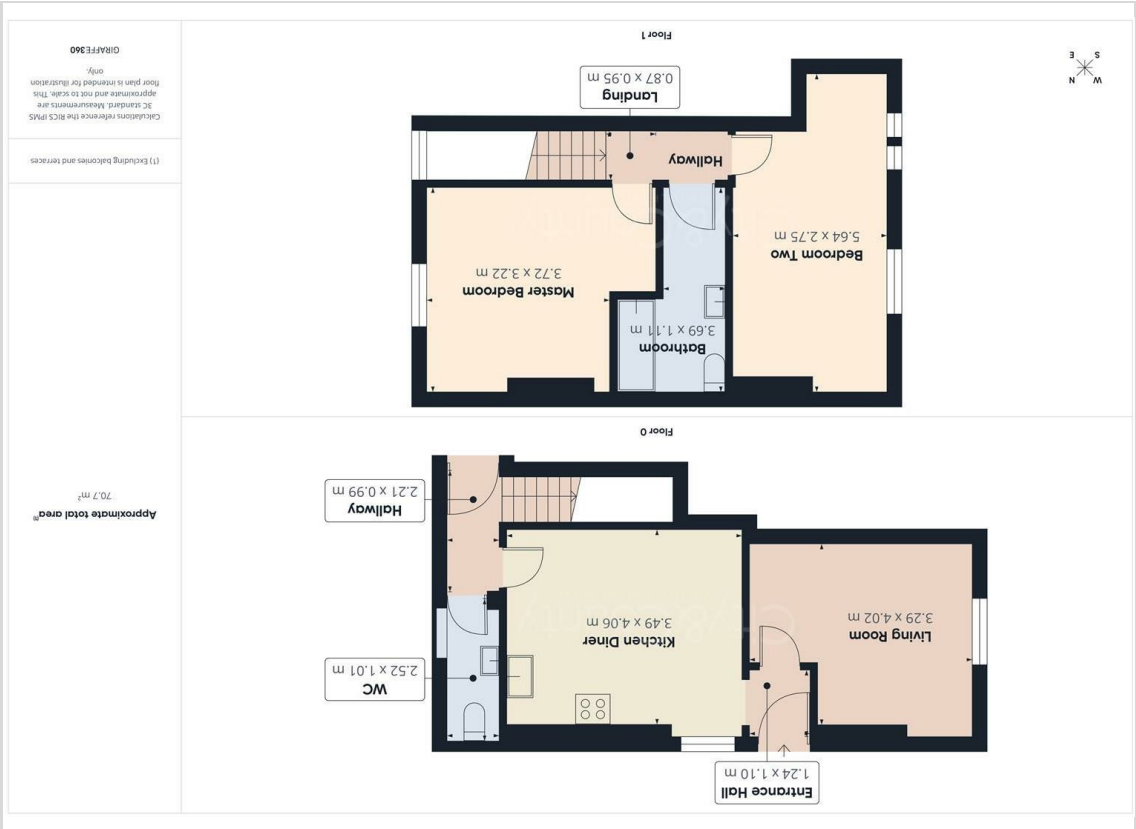 Floor 0
Entrance Hall
1.24 x 1.10 m
Living Room
3.29 x 4.02 m
Kitchen Diner
3.49 x 4.06 m
WC
2.52 x 1.01 m
Hallway
2.21 x 0.99 m
Floor 1
Bedroom Two
5.64 x 2.75 m
Bathroom
3.69 x 1.11 m
Master Bedroom
3.72 x 3.22 m
Hallway
Landing
0.87 x 0.95 m
City & County
Approximate total area(1)
70.7 m²
(1) Excluding balconies and terraces
Calculations reference the RICS IPMS
3C standard. Measurements are
approximate and not to scale. This
floor plan is intended for illustration
only.
GIRAFFE360
N
E
S
W